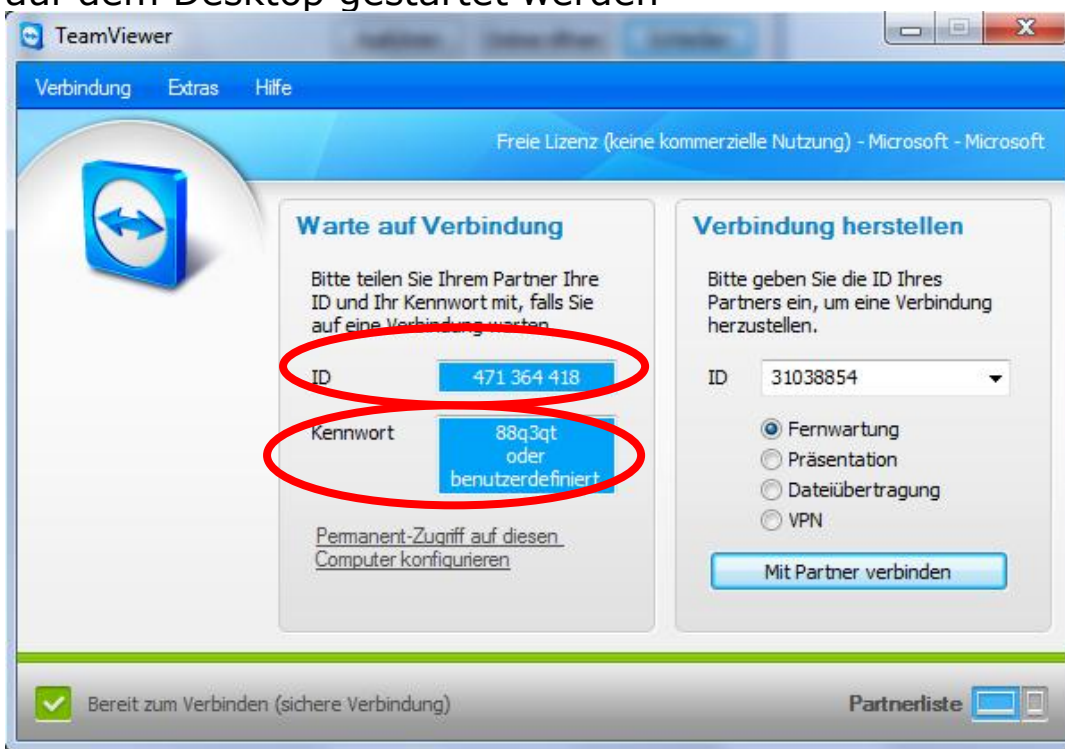 auf dem Desktop gestartet werden
TeamViewer
Verbindung Extras Hilfe
Freie Lizenz (keine kommerzielle Nutzung) - Microsoft - Microsoft
Warte auf Verbindung
Bitte teilen Sie Ihrem Partner Ihre
ID und Ihr Kennwort mit, falls Sie
auf eine Verbindung warten
ID 471 364 418
Kennwort 88q3qt
oder
benutzerdefiniert
Permanent-Zugriff auf diesen
Computer konfigurieren
Verbindung herstellen
Bitte geben Sie die ID Ihres
Partners ein, um eine Verbindung
herzustellen.
ID 31038854
Fernwartung
Präsentation
Dateiübertragung
VPN
Mit Partner verbinden
Bereit zum Verbinden (sichere Verbindung)
Partnerliste